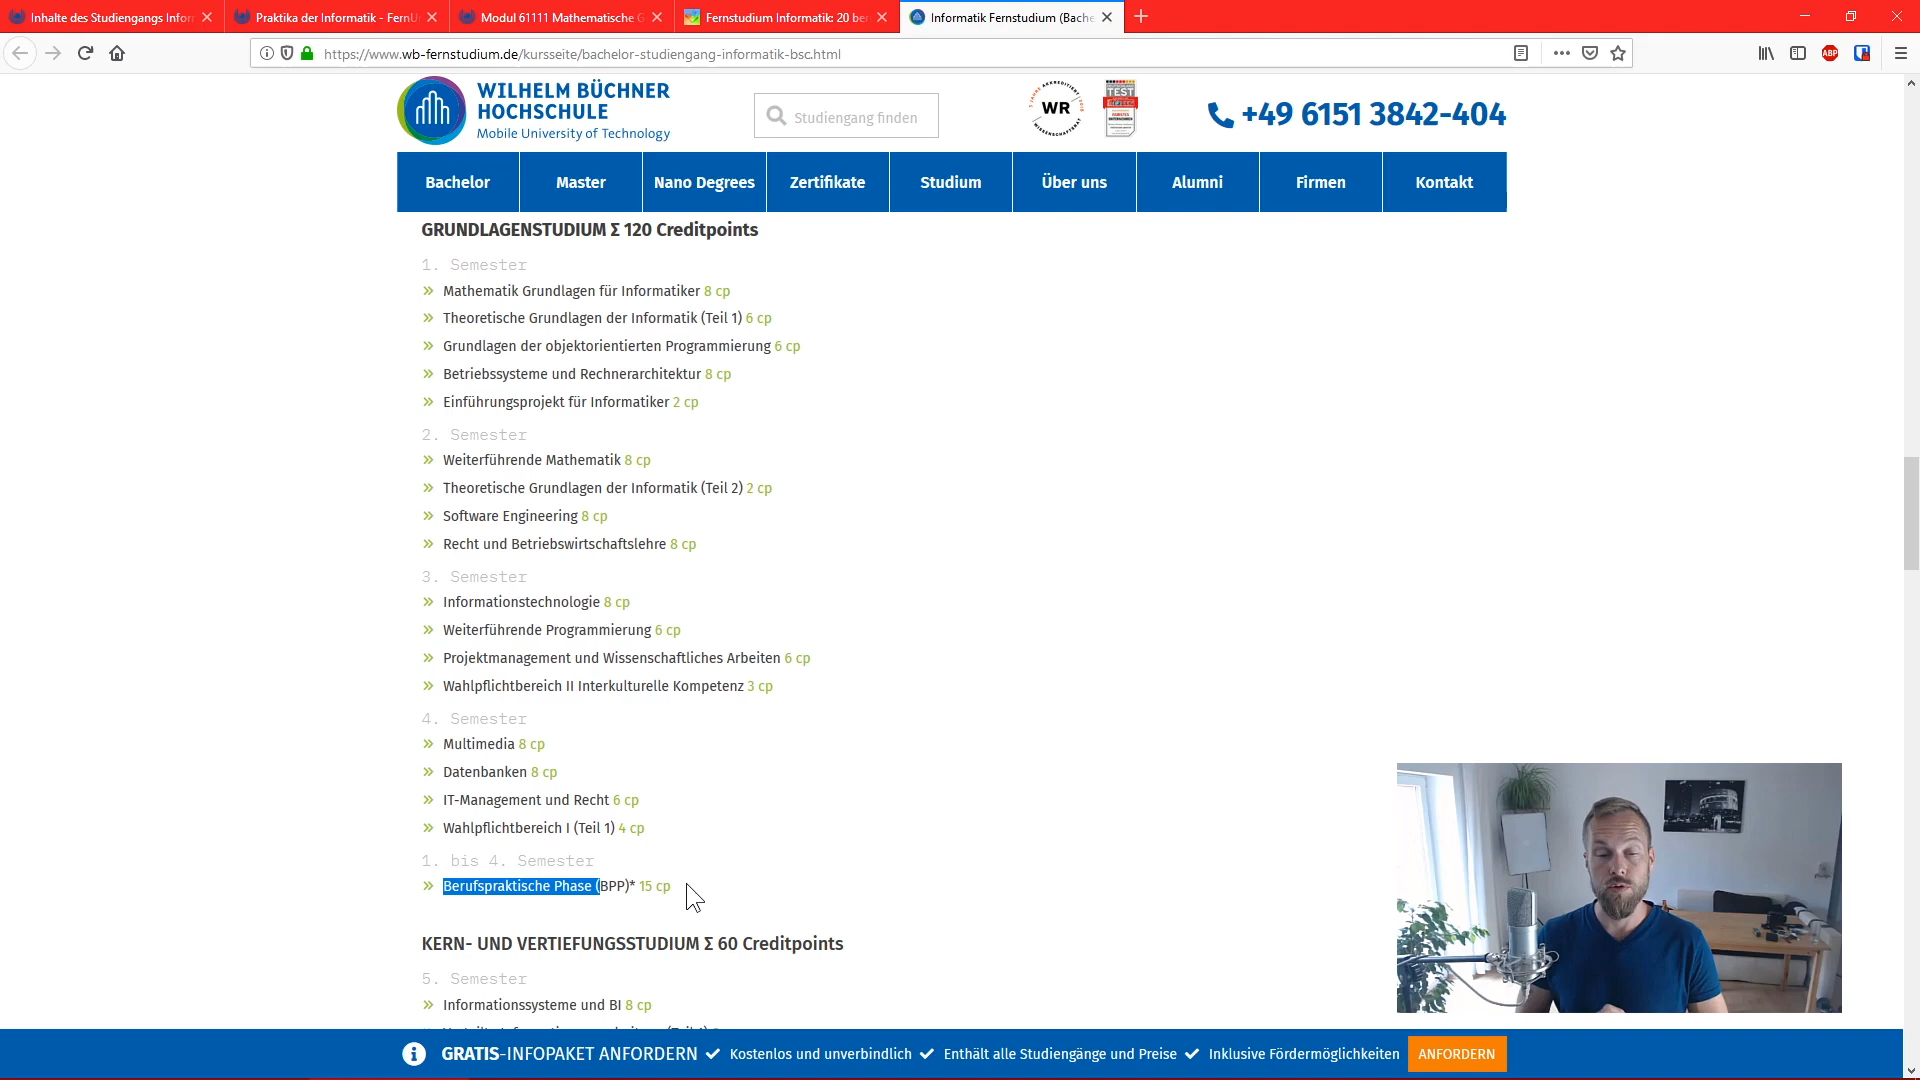 Inhalte des Studiengangs Infor
Praktika der Informatik - FernU
Modul 61111 Mathematische G
Fernstudium Informatik: 20 be
Informatik Fernstudium (Bache
https://www.wb-fernstudium.de/kursseite/bachelor-studiengang-informatik-bsc.html
ABP
WILHELM BÜCHNER
HOCHSCHULE
Mobile University of Technology
Studiengang finden
WR
TEST
+49 6151 3842-404
Bachelor
Master
Nano Degrees
Zertifikate
Studium
Über uns
Alumni
Firmen
Kontakt
GRUNDLAGENSTUDIUM Σ 120 Creditpoints
1. Semester
» Mathematik Grundlagen für Informatiker 8 cp
» Theoretische Grundlagen der Informatik (Teil 1) 6 cp
» Grundlagen der objektorientierten Programmierung 6 cp
» Betriebssysteme und Rechnerarchitektur 8 cp
» Einführungsprojekt für Informatiker 2 cp
2. Semester
» Weiterführende Mathematik 8 cp
» Theoretische Grundlagen der Informatik (Teil 2) 2 cp
» Software Engineering 8 cp
» Recht und Betriebswirtschaftslehre 8 cp
3. Semester
» Informationstechnologie 8 cp
» Weiterführende Programmierung 6 cp
» Projektmanagement und Wissenschaftliches Arbeiten 6 cp
» Wahlpflichtbereich II Interkulturelle Kompetenz 3 cp
4. Semester
» Multimedia 8 cp
» Datenbanken 8 cp
» IT-Management und Recht 6 cp
» Wahlpflichtbereich I (Teil 1) 4 cp
1. bis 4. Semester
» Berufspraktische Phase (BPP)* 15 cp
KERN- UND VERTIEFUNGSSTUDIUM Σ 60 Creditpoints
5. Semester
» Informationssysteme und BI 8 cp
GRATIS-INFOPAKET ANFORDERN ✓ Kostenlos und unverbindlich ✓ Enthält alle Studiengänge und Preise ✓ Inklusive Fördermöglichkeiten
ANFORDERN